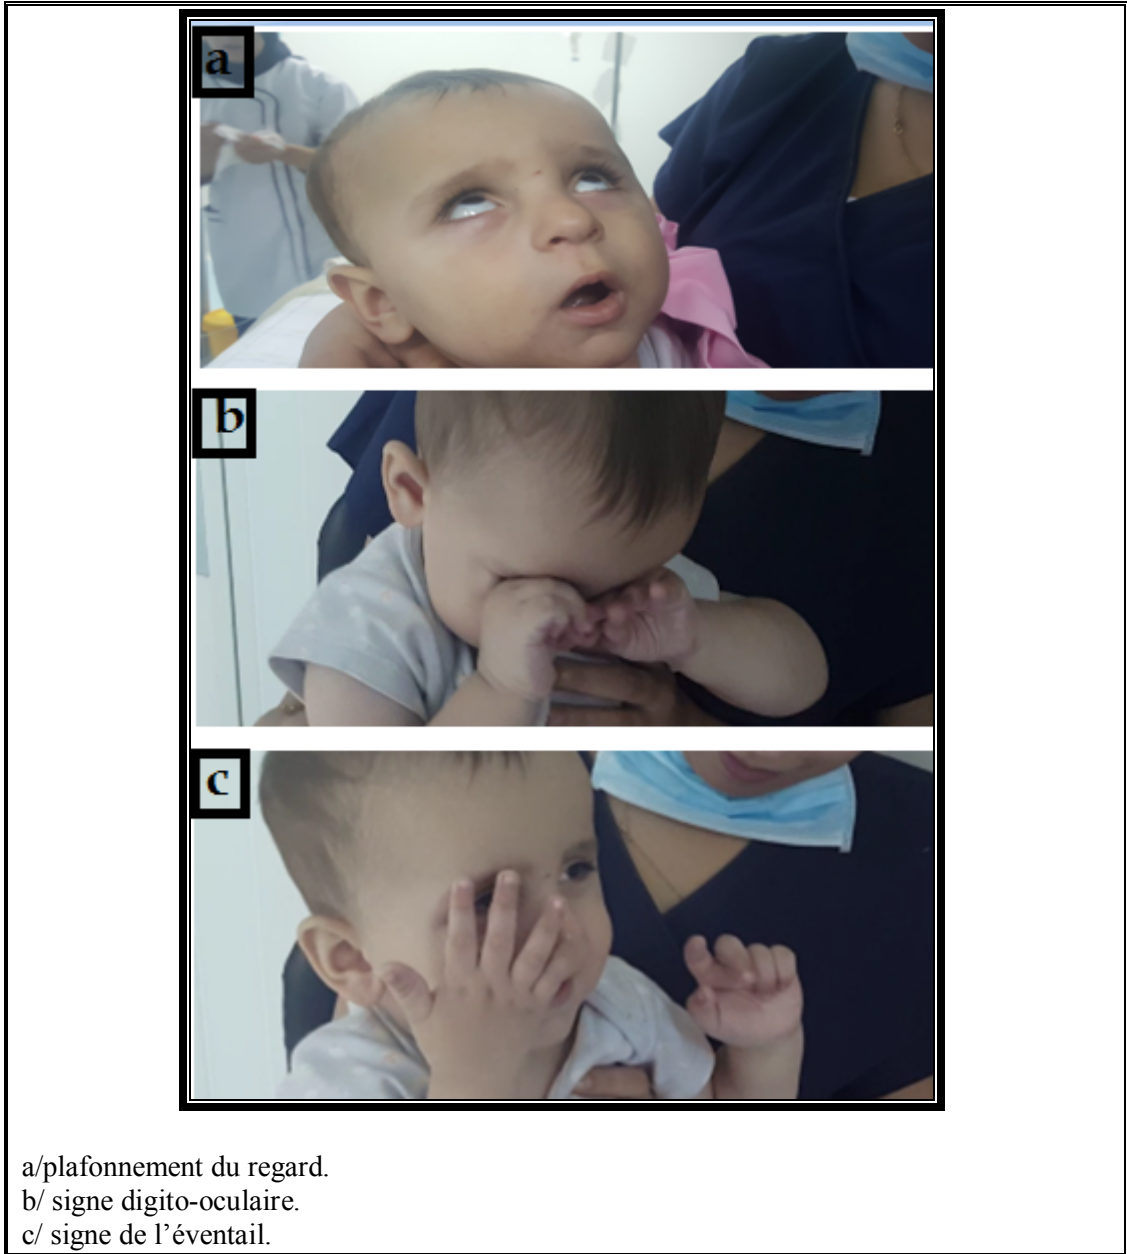 a
b
c
a/plafonnement du regard.
b/ signe digito-oculaire.
c/ signe de l'éventail.